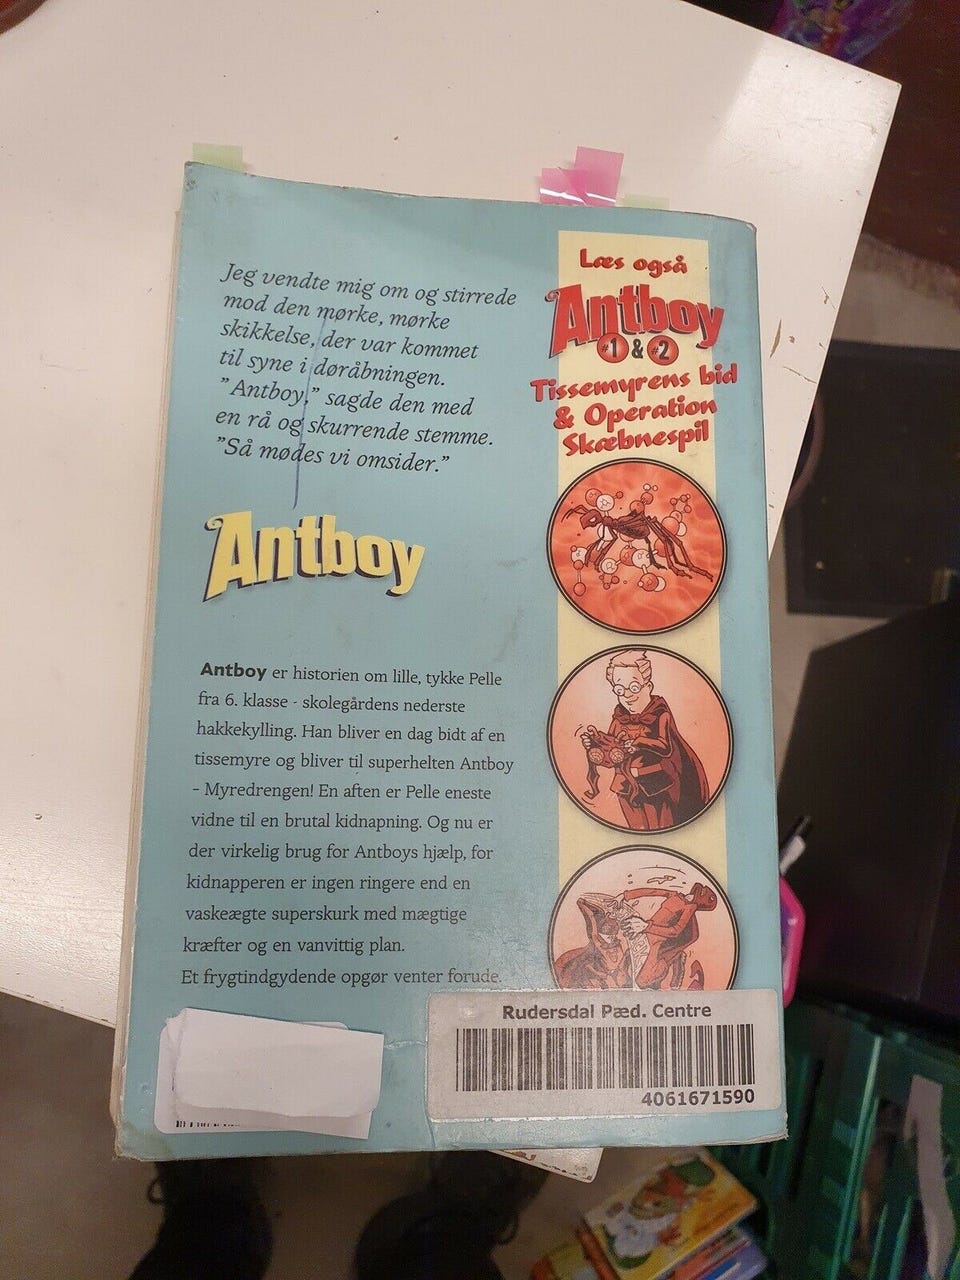 Jeg vendte mig om og stirrede
mod den mørke, mørke
skikkelse, der var kommet
til syne i døråbningen.
”Antboy,” sagde den med
en rå og skurrende stemme.
”Så mødes vi omsider.”
Antboy
Antboy er historien om lille, tykke Pelle
fra 6. klasse - skolegårdens nederste
hakkekylling. Han bliver en dag bidt af en
tissemyre og bliver til superhelten Antboy
– Myredrengen! En aften er Pelle eneste
vidne til en brutal kidnapning. Og nu er
der virkelig brug for Antboys hjælp, for
kidnapperen er ingen ringere end en
vaskeægte superskurk med mægtige
kræfter og en vanvittig plan.
Et frygtindgydende opgør venter forude.
Læs også
Antboy
#1 & #2
Tissemyrens bid
& Operation
Skæbnespil
Rudersdal Pæd. Centre
4061671590